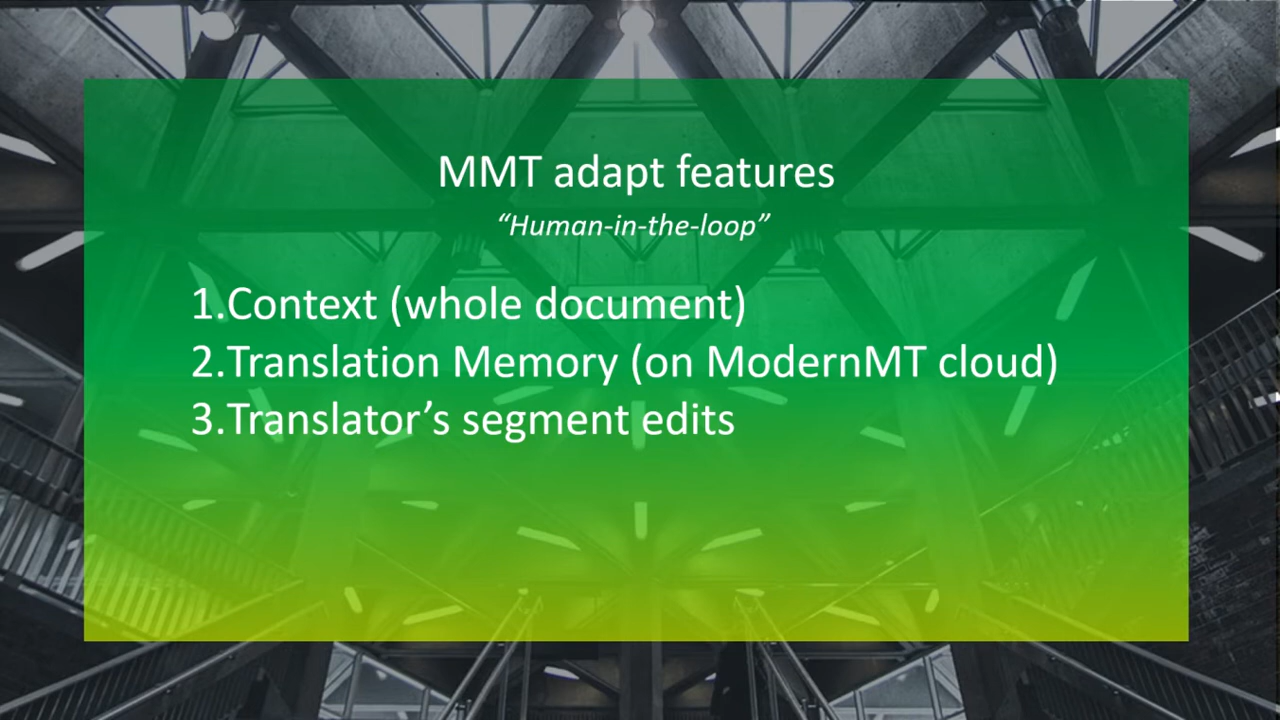 MMT adapt features
“Human-in-the-loop”
1.Context (whole document)
2.Translation Memory (on ModernMT cloud)
3.Translator’s segment edits